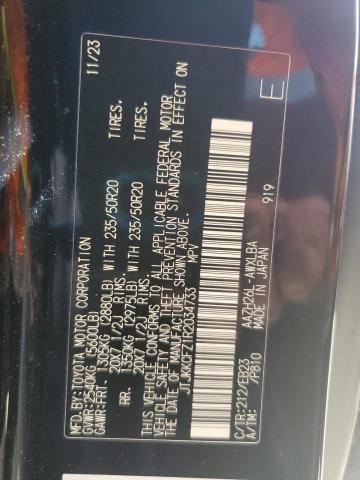 MFD.BY:TOYOTA MOTOR CORPORATION 11/23
GVWR:2540KG(5600LB)
GAWR:FRT. 1305KG (2880LB) WITH 235/50R20 TIRES.
20X7 1/2J RIMS.
RR. 1350KG (2975LB) WITH 235/50R20 TIRES.
20X7 1/2J RIMS.
THIS VEHICLE CONFORMS TO ALL APPLICABLE FEDERAL MOTOR
VEHICLE SAFETY AND THEFT PREVENTION STANDARDS IN EFFECT ON
THE DATE OF MANUFACTURE SHOWN ABOVE.
MPV
C/TR:212/EB23 AAZH26L-AWXLBA
A/TM: /P810 MADE IN JAPAN 919
E